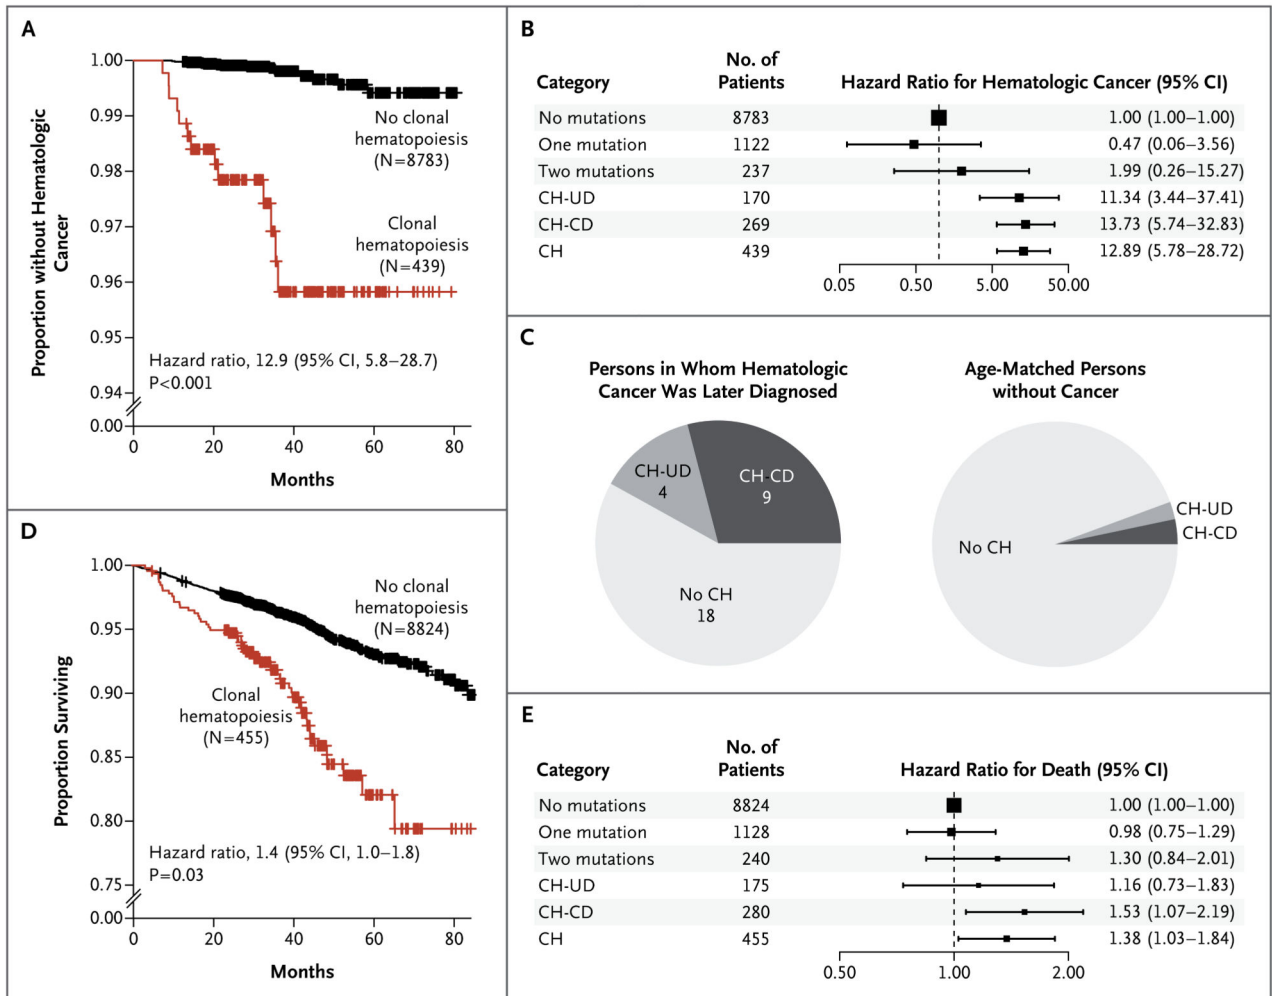 A
1.00
0.99
0.98
0.97
0.96
0.95
0.94
0.00
Proportion without Hematologic
Cancer
No clonal
hematopoiesis
(N=8783)
Clonal
hematopoiesis
(N=439)
Hazard ratio, 12.9 (95% CI, 5.8–28.7)
P<0.001
0 20 40 60 80
Months
B
No. of
Category Patients Hazard Ratio for Hematologic Cancer (95% CI)
No mutations 8783 1.00 (1.00–1.00)
One mutation 1122 0.47 (0.06–3.56)
Two mutations 237 1.99 (0.26–15.27)
CH-UD 170 11.34 (3.44–37.41)
CH-CD 269 13.73 (5.74–32.83)
CH 439 12.89 (5.78–28.72)
0.05 0.50 5.00 50.00
C
Persons in Whom Hematologic
Cancer Was Later Diagnosed
CH-UD
4
CH-CD
9
No CH
18
Age-Matched Persons
without Cancer
CH-UD
CH-CD
No CH
D
1.00
0.95
0.90
0.85
0.80
0.75
0.00
Proportion Surviving
No clonal
hematopoiesis
(N=8824)
Clonal
hematopoiesis
(N=455)
Hazard ratio, 1.4 (95% CI, 1.0–1.8)
P=0.03
0 20 40 60 80
Months
E
No. of
Category Patients Hazard Ratio for Death (95% CI)
No mutations 8824 1.00 (1.00–1.00)
One mutation 1128 0.98 (0.75–1.29)
Two mutations 240 1.30 (0.84–2.01)
CH-UD 175 1.16 (0.73–1.83)
CH-CD 280 1.53 (1.07–2.19)
CH 455 1.38 (1.03–1.84)
0.50 1.00 2.00